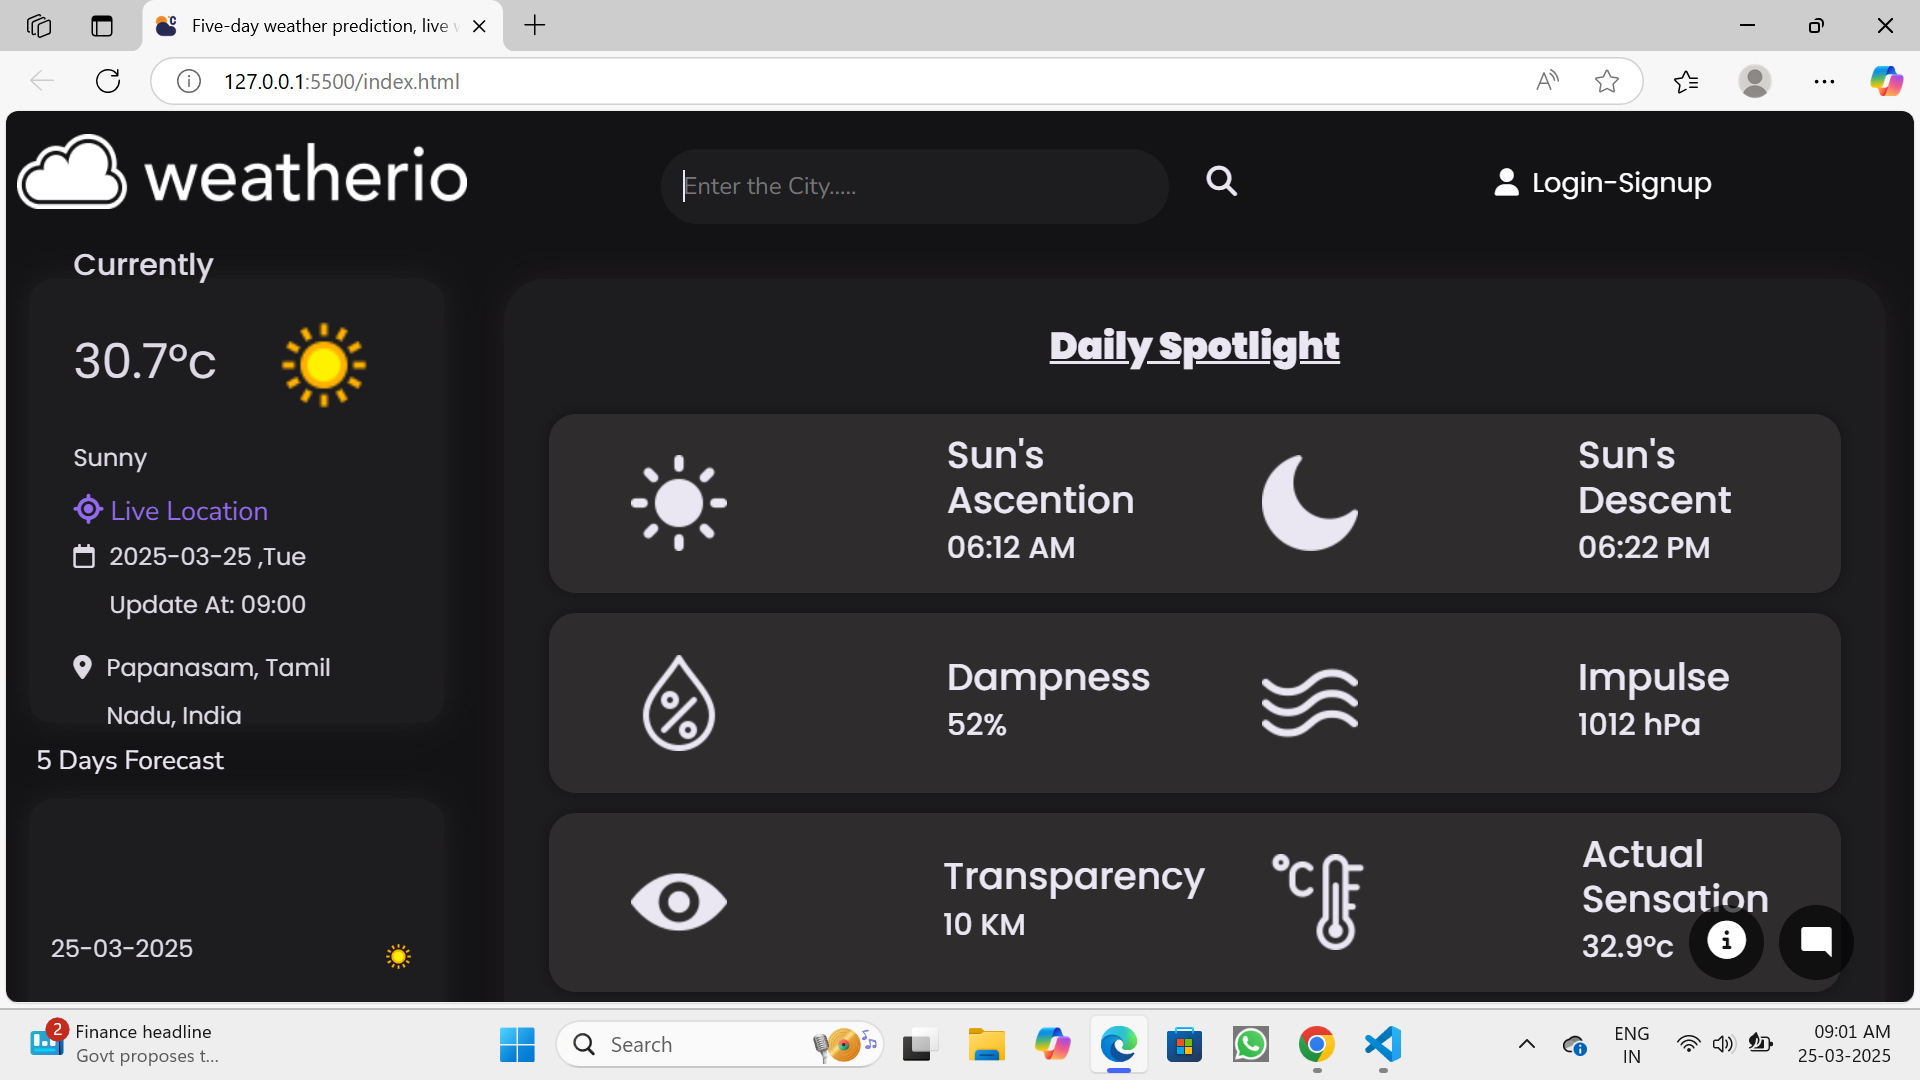 Five-day weather prediction, live
127.0.0.1:5500/index.html
weatherio
Enter the City.....
Login-Signup
Currently
30.7°c
Sunny
Live Location
2025-03-25 ,Tue
Update At: 09:00
Papanasam, Tamil
Nadu, India
5 Days Forecast
25-03-2025
Daily Spotlight
Sun's
Ascention
06:12 AM
Sun's
Descent
06:22 PM
Dampness
52%
Impulse
1012 hPa
Transparency
10 KM
°C
Actual
Sensation
32.9°c
2
Finance headline
Govt proposes t...
Search
ENG
IN
09:01 AM
25-03-2025